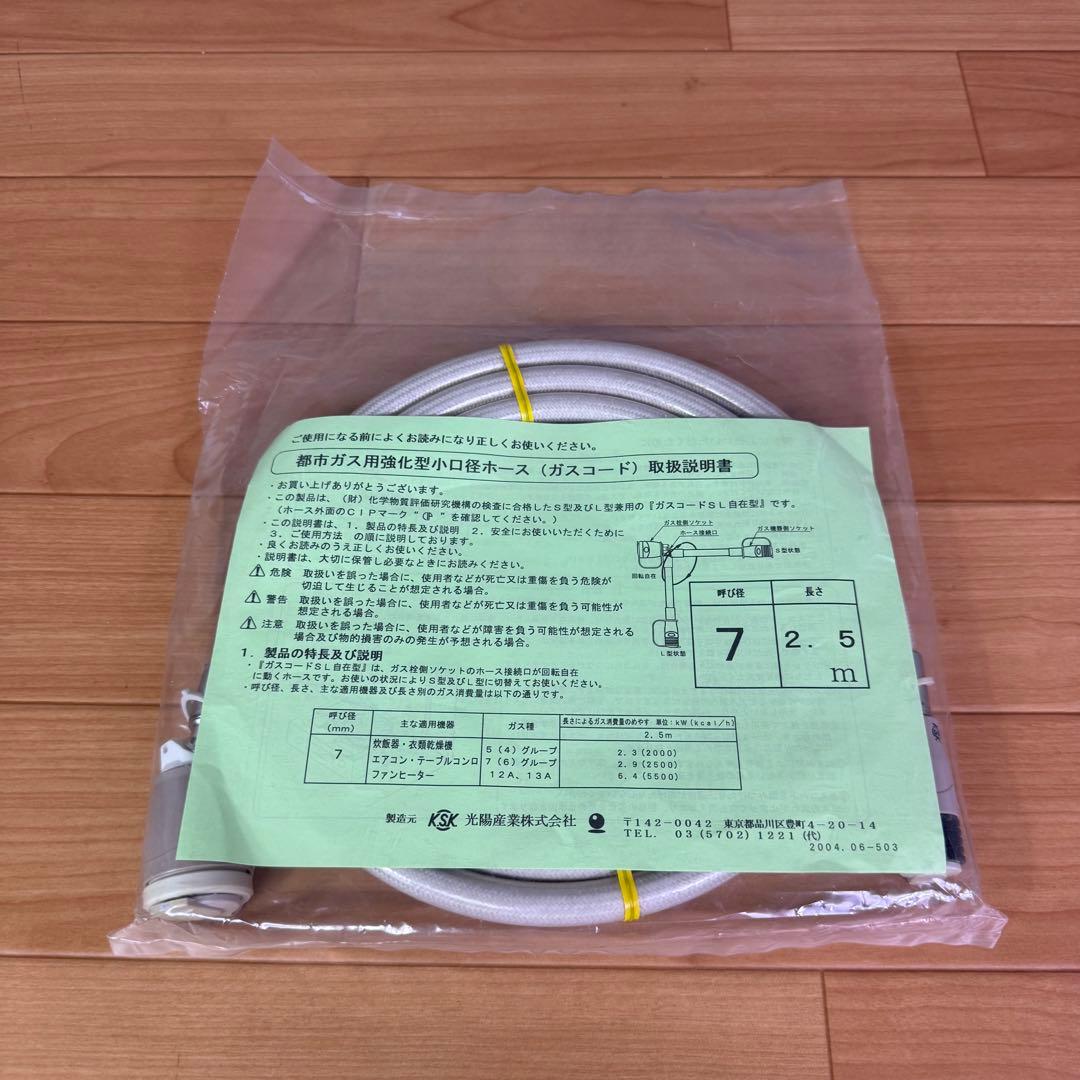 ご使用になる前によくお読みになり正しくお使いください。
都市ガス用強化型小口径ホース（ガスコード）取扱説明書
・お買い上げありがとうございます。
・この製品は、（財）化学物質評価研究機構の検査に合格したＳ型及びＬ型兼用の『ガスコードＳＬ自在型』です。
（ホース外面のＣＩＰマーク“ ”を確認してください。）
・この説明書は、１．製品の特長及び説明　２．安全にお使いいただくために
３．ご使用方法　の順に説明しております。
・良くお読みのうえ正しくお使いください。
・説明書は、大切に保管し必要なときにお読みください。
危険　取扱いを誤った場合に、使用者などが死亡又は重傷を負う危険が
切迫して生じることが想定される場合。
警告　取扱いを誤った場合に、使用者などが死亡又は重傷を負う可能性が
想定される場合。
注意　取扱いを誤った場合に、使用者などが障害を負う可能性が想定される
場合及び物的損害のみの発生が予想される場合。
ガス栓側ソケット
ホース接続口
ガス機器側ソケット
Ｓ型状態
回転自在
Ｌ型状態
呼び径　長さ
７　２．５ｍ
１．製品の特長及び説明
・『ガスコードＳＬ自在型』は、ガス栓側ソケットのホース接続口が回転自在
に動くホースです。お使いの状況によりＳ型及びＬ型に切替えてお使いください。
・呼び径、長さ、主な適用機器及び長さ別のガス消費量は以下の通りです。
呼び径（mm）　主な適用機器　ガス種　長さによるガス消費量のめやす　単位：kW（kcal/h）
２．５ｍ
７　炊飯器・衣類乾燥機　５（４）グループ　２．３（2000）
エアコン・テーブルコンロ　７（６）グループ　２．９（2500）
ファンヒーター　１２Ａ、１３Ａ　６．４（5500）
製造元　KSK　光陽産業株式会社　〒１４２－００４２　東京都品川区豊町４－２０－１４
ＴＥＬ．　０３（５７０２）１２２１（代）
２００４．０６－５０３
KSK